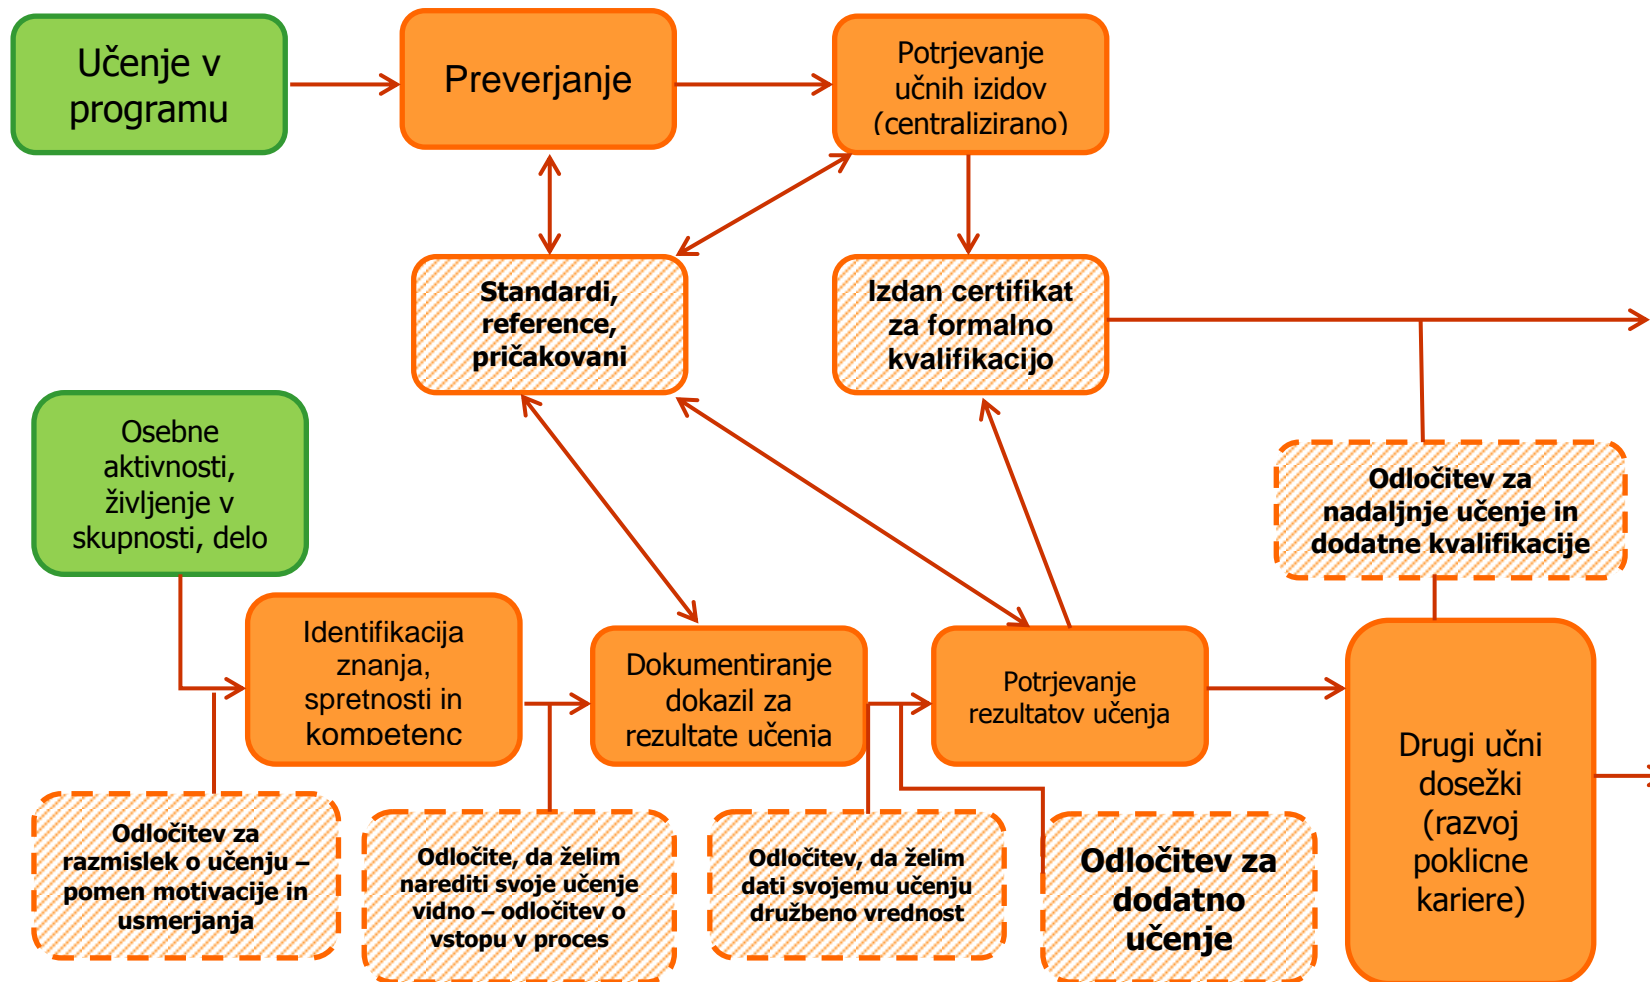 Učenje v
programu
Preverjanje
Potrjevanje
učnih izidov
(centralizirano)
Standardi,
reference,
pričakovani
Izdan certifikat
za formalno
kvalifikacijo
Osebne
aktivnosti,
življenje v
skupnosti, delo
Odločitev za
nadaljnje učenje in
dodatne kvalifikacije
Identifikacija
znanja,
spretnosti in
kompetenc
Dokumentiranje
dokazil za
rezultate učenja
Potrjevanje
rezultatov učenja
Drugi učni
dosežki
(razvoj
poklicne
kariere)
Odločitev za
razmislek o učenju –
pomen motivacije in
usmerjanja
Odločite, da želim
narediti svoje učenje
vidno – odločitev o
vstopu v proces
Odločitev, da želim
dati svojemu učenju
družbeno vrednost
Odločitev za
dodatno
učenje